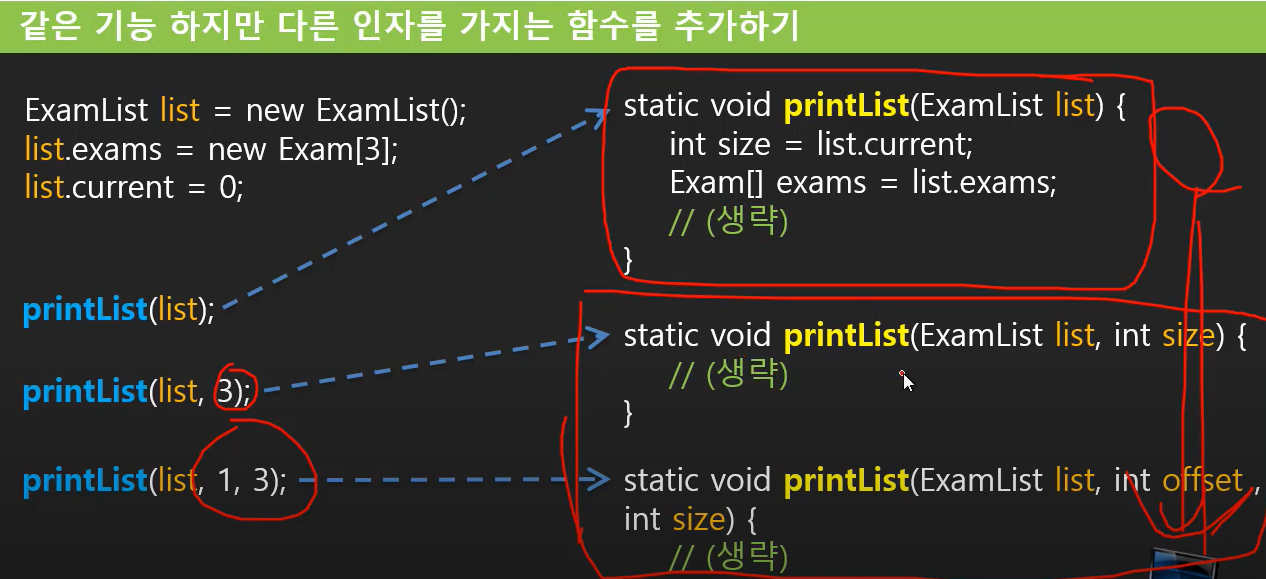 같은 기능 하지만 다른 인자를 가지는 함수를 추가하기
ExamList list = new ExamList();
list.exams = new Exam[3];
list.current = 0;
printList(list);
printList(list, 3);
printList(list, 1, 3);
static void printList(ExamList list) {
int size = list.current;
Exam[] exams = list.exams;
// (생략)
}
static void printList(ExamList list, int size) {
// (생략)
}
static void printList(ExamList list, int offset ,
int size) {
// (생략)